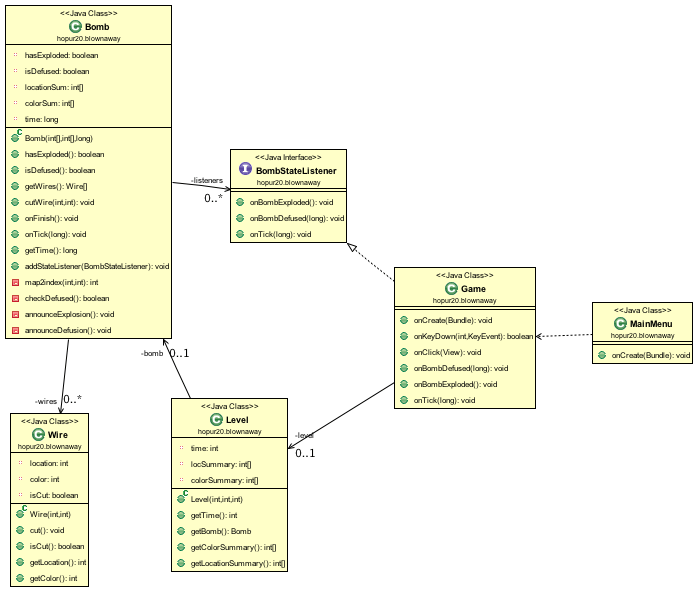 <<Java Class>>
Bomb
hopur20.blownaway
hasExploded: boolean
isDefused: boolean
locationSum: int[]
colorSum: int[]
time: long
Bomb(int[],int[],long)
hasExploded(): boolean
isDefused(): boolean
getWires(): Wire[]
cutWire(int,int): void
onFinish(): void
onTick(long): void
getTime(): long
addStateListener(BombStateListener): void
map2index(int,int): int
checkDefused(): boolean
announceExplosion(): void
announceDefusion(): void
-listeners
0..*
<<Java Interface>>
BombStateListener
hopur20.blownaway
onBombExploded(): void
onBombDefused(long): void
onTick(long): void
<<Java Class>>
Game
hopur20.blownaway
onCreate(Bundle): void
onKeyDown(int,KeyEvent): boolean
onClick(View): void
onBombDefused(long): void
onBombExploded(): void
onTick(long): void
<<Java Class>>
MainMenu
hopur20.blownaway
onCreate(Bundle): void
-bomb
0..1
-wires
0..*
-level
0..1
<<Java Class>>
Wire
hopur20.blownaway
location: int
color: int
isCut: boolean
Wire(int,int)
cut(): void
isCut(): boolean
getLocation(): int
getColor(): int
<<Java Class>>
Level
hopur20.blownaway
time: int
locSummary: int[]
colorSummary: int[]
Level(int,int,int)
getTime(): int
getBomb(): Bomb
getColorSummary(): int[]
getLocationSummary(): int[]